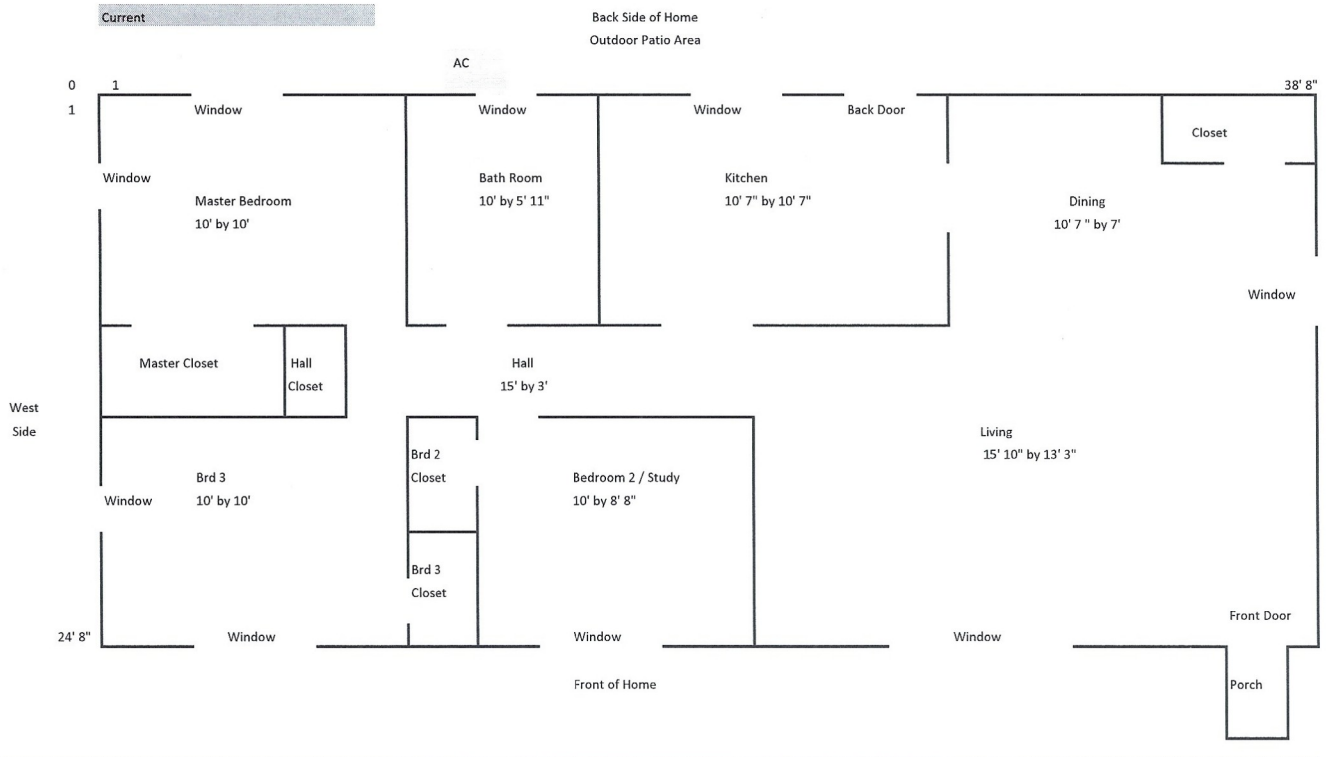 Current
Back Side of Home
Outdoor Patio Area
AC
0 1 38' 8"
1 Window Window Window Back Door
Closet
Window Bath Room Kitchen
Master Bedroom 10' by 5' 11" 10' 7" by 10' 7" Dining
10' by 10' 10' 7 " by 7'
Window
Master Closet Hall Hall
Closet 15' by 3'
West
Side Living
Brd 2 15' 10" by 13' 3"
Brd 3 Closet Bedroom 2 / Study
Window 10' by 10' 10' by 8' 8"
Brd 3
Closet
Front Door
24' 8" Window Window Window
Front of Home Porch